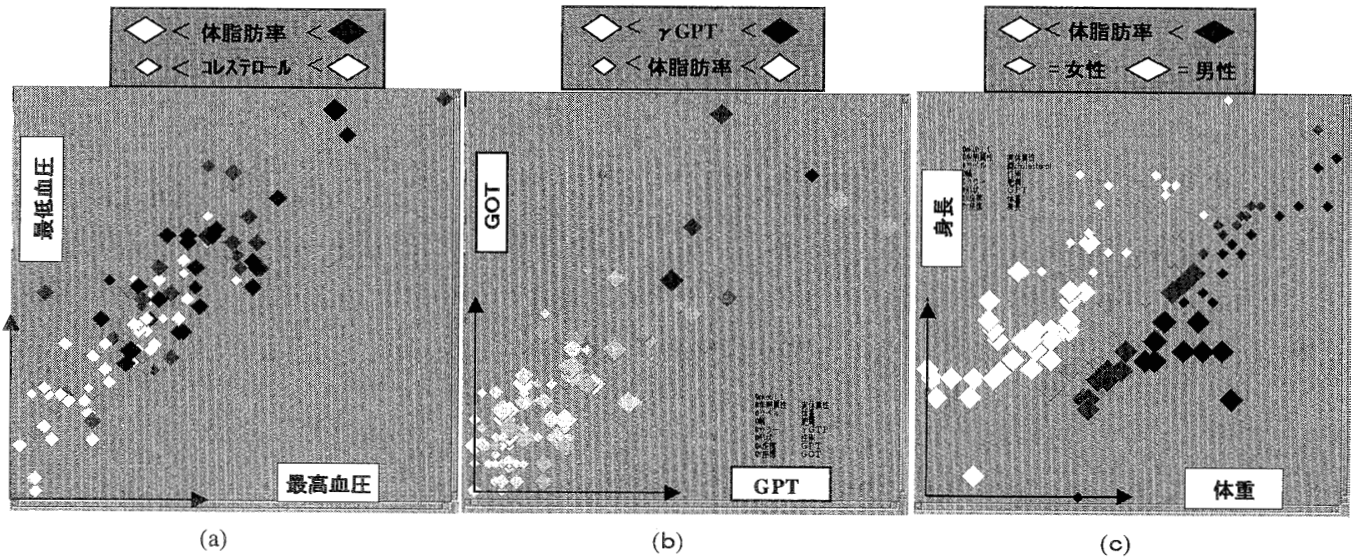 < 体脂肪率 <
< コレステロール <
最低血圧
最高血圧
(a)
< γGPT <
< 体脂肪率 <
GOT
GPT
(b)
< 体脂肪率 <
= 女性 = 男性
身長
体重
(c)